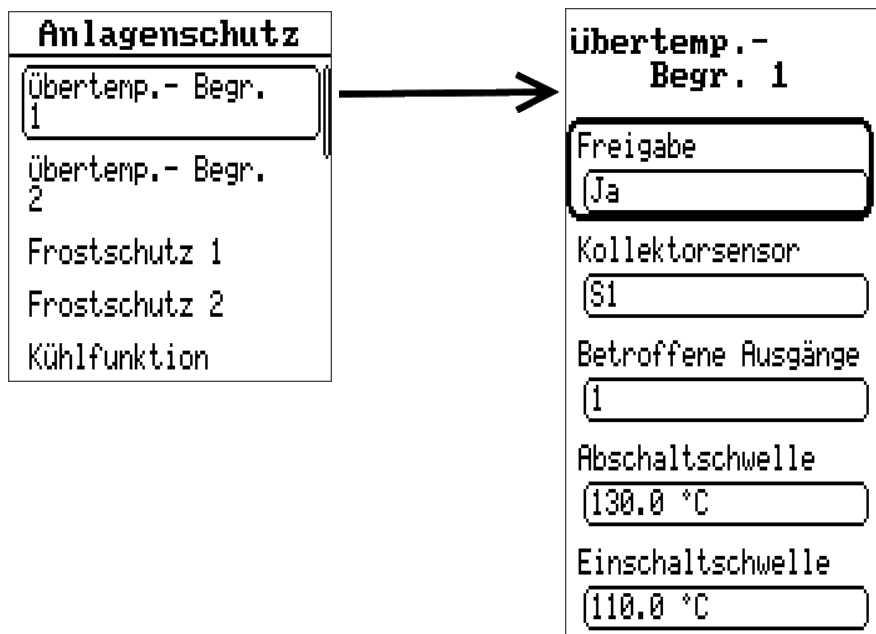 Anlagenschutz
Übertemp.- Begr.
1
Übertemp.- Begr.
2
Frostschutz 1
Frostschutz 2
Kühlfunktion
Übertemp.-
Begr. 1
Freigabe
Ja
Kollektorsensor
S1
Betroffene Ausgänge
1
Abschaltschwelle
130.0 °C
Einschaltschwelle
110.0 °C